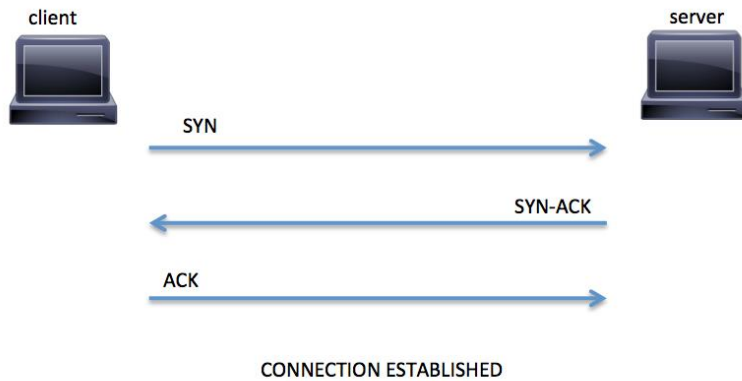 client
server
SYN
SYN-ACK
ACK
CONNECTION ESTABLISHED